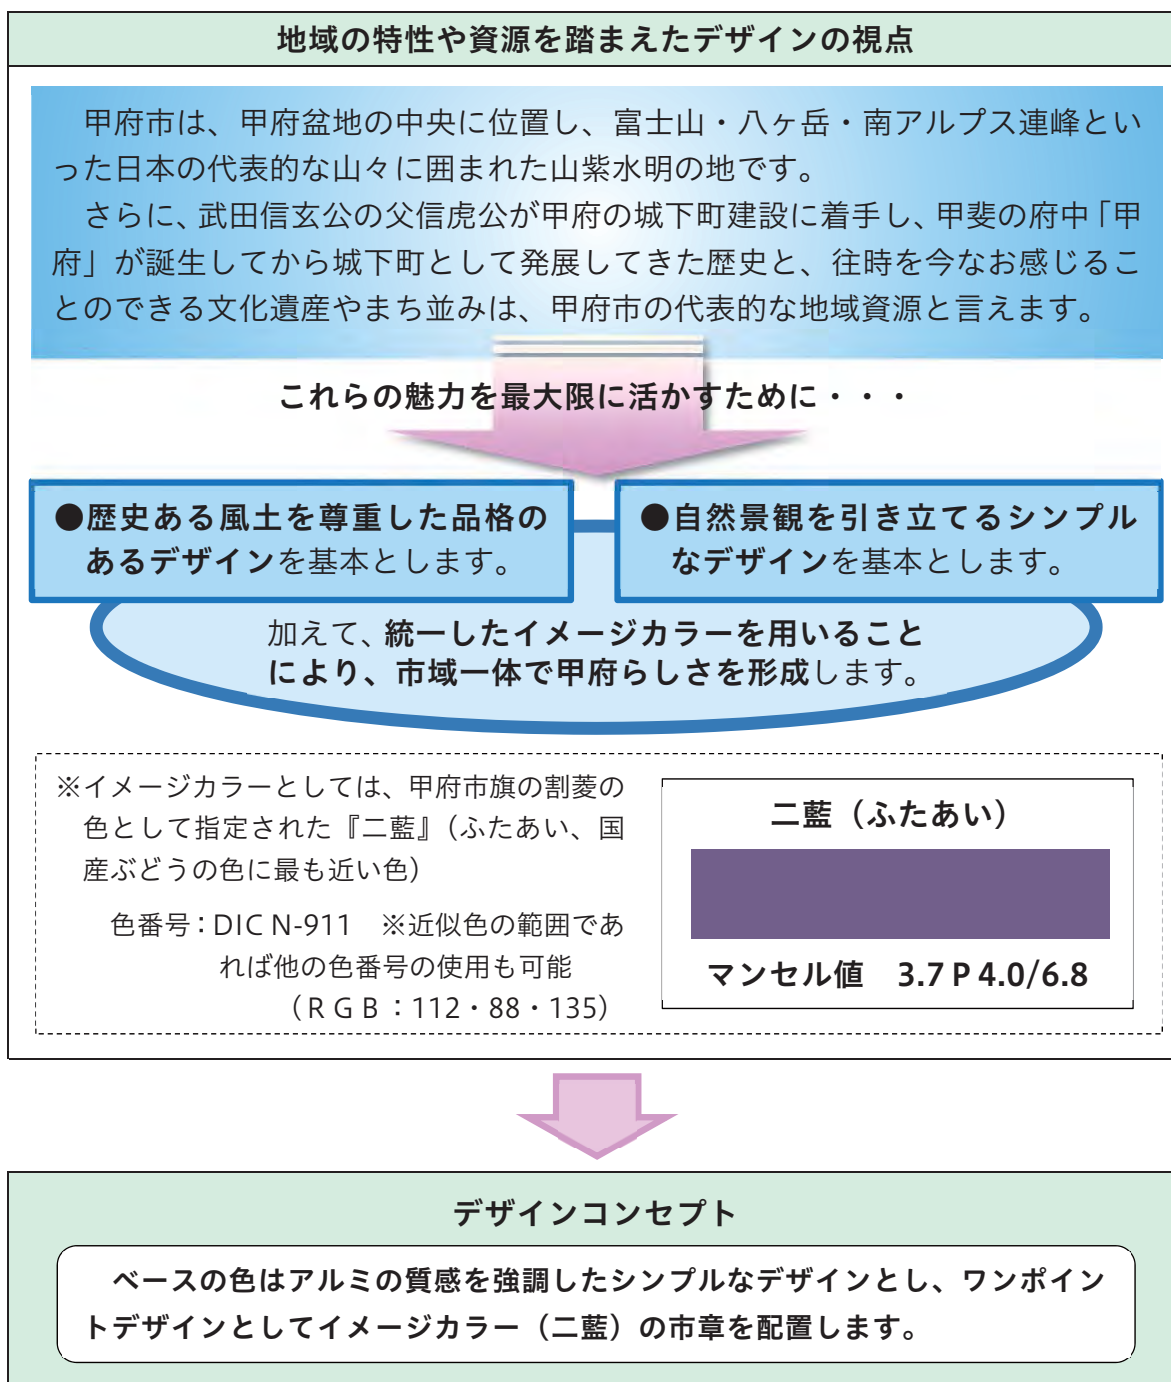 地域の特性や資源を踏まえたデザインの視点
甲府市は、甲府盆地の中央に位置し、富士山・八ヶ岳・南アルプス連峰とい
った日本の代表的な山々に囲まれた山紫水明の地です。
さらに、武田信玄公の父信虎公が甲府の城下町建設に着手し、甲斐の府中「甲
府」が誕生してから城下町として発展してきた歴史と、往時を今なお感じるこ
とのできる文化遺産やまち並みは、甲府市の代表的な地域資源と言えます。
これらの魅力を最大限に活かすために・・・
●歴史ある風土を尊重した品格の
あるデザインを基本とします。
●自然景観を引き立てるシンプル
なデザインを基本とします。
加えて、統一したイメージカラーを用いること
により、市域一体で甲府らしさを形成します。
※イメージカラーとしては、甲府市旗の割菱の
色として指定された『二藍』（ふたあい、国
産ぶどうの色に最も近い色）
色番号：DIC N-911　※近似色の範囲であ
れば他の色番号の使用も可能
（ＲＧＢ：112・88・135）
二藍（ふたあい）
マンセル値　3.7 P 4.0/6.8
デザインコンセプト
ベースの色はアルミの質感を強調したシンプルなデザインとし、ワンポイン
トデザインとしてイメージカラー（二藍）の市章を配置します。